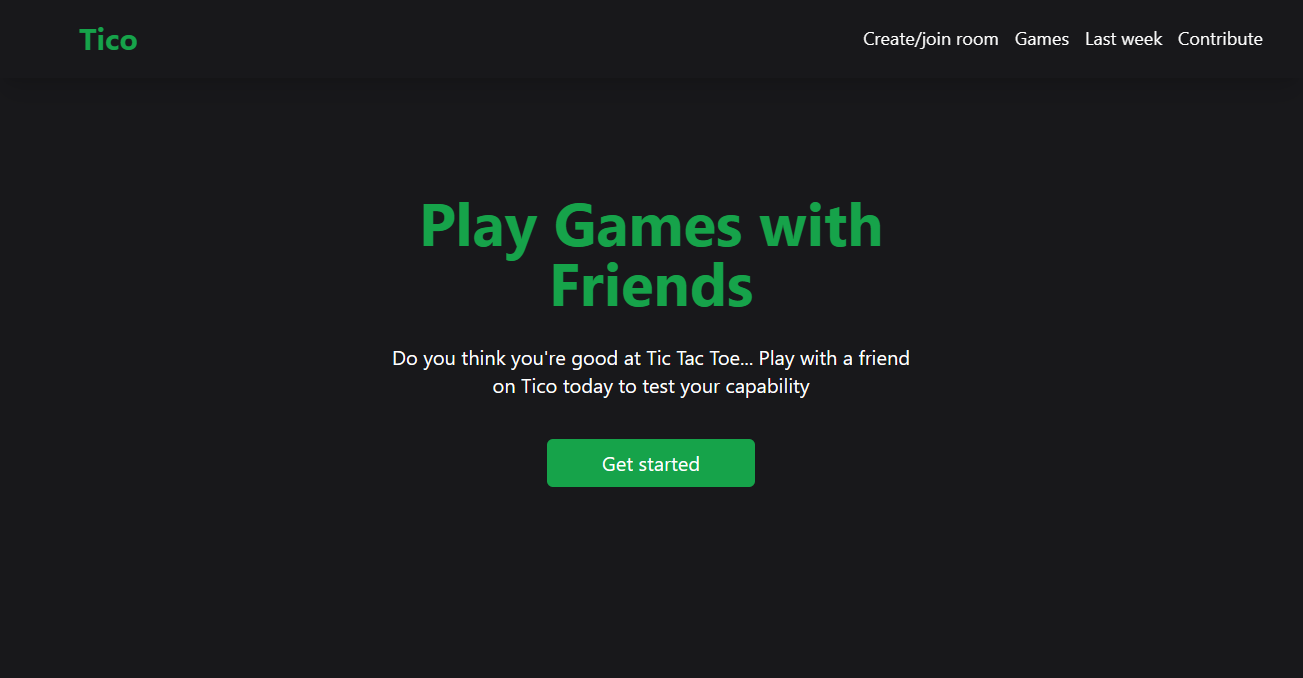 Tico
Create/join room Games Last week Contribute
Play Games with
Friends
Do you think you're good at Tic Tac Toe... Play with a friend
on Tico today to test your capability
Get started